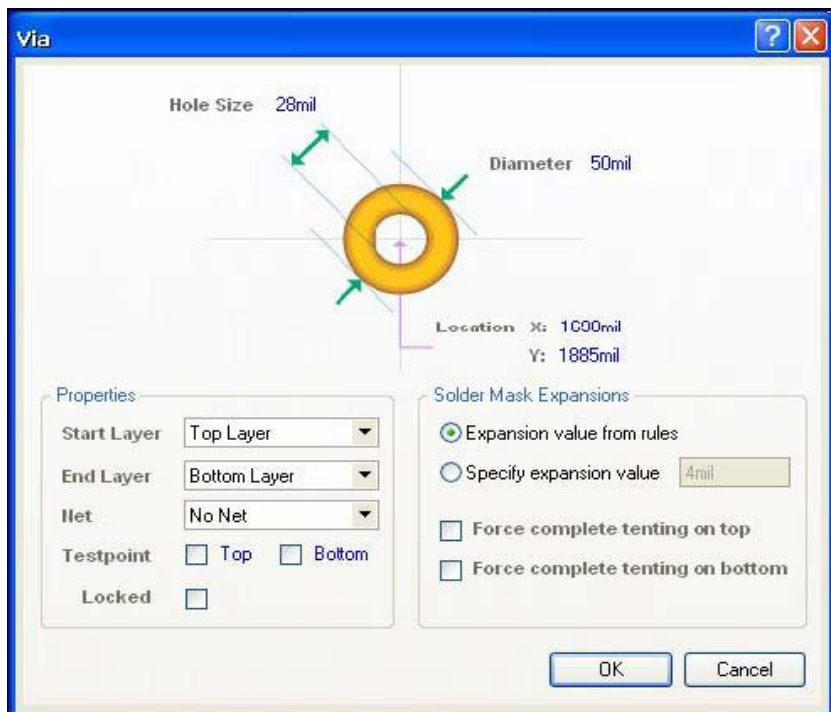 Via
Hole Size 28mil
Diameter 50mil
Location X:
Y: 1885mil
Properties
Start Layer Top Layer
End Layer Bottom Layer
Net No Net
Testpoint Top Bottom
Locked
Solder Mask Expansions
Expansion value from rules
Specify expansion value 4mil
Force complete tenting on top
Force complete tenting on bottom
OK Cancel